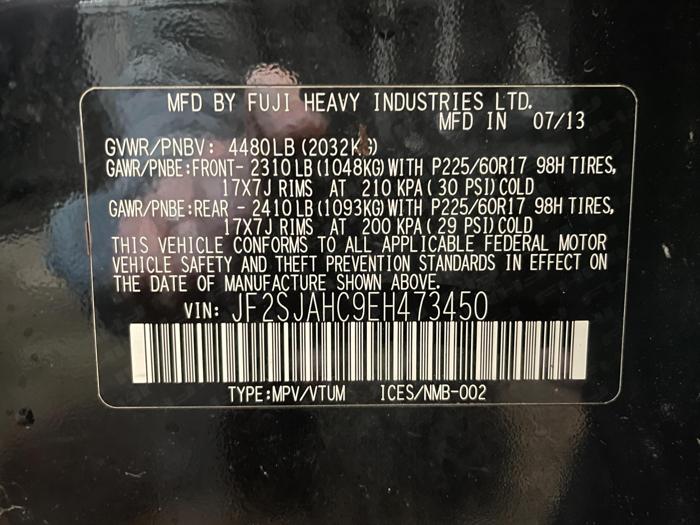 MFD BY FUJI HEAVY INDUSTRIES LTD.
MFD IN 07/13
GVWR/PNBV: 4480LB(2032KG)
GAWR/PNBE:FRONT- 2310LB(1048KG)WITH P225/60R17 98H TIRES,
17X7J RIMS AT 210 KPA(30 PSI)COLD
GAWR/PNBE:REAR - 2410LB(1093KG)WITH P225/60R17 98H TIRES,
17X7J RIMS AT 200 KPA(29 PSI)COLD
THIS VEHICLE CONFORMS TO ALL APPLICABLE FEDERAL MOTOR
VEHICLE SAFETY AND THEFT PREVENTION STANDARDS IN EFFECT ON
THE DATE OF MANUFACTURE SHOWN ABOVE.
VIN: JF2SJAHC9EH473450
TYPE:MPV/VTUM ICES/NMB-002